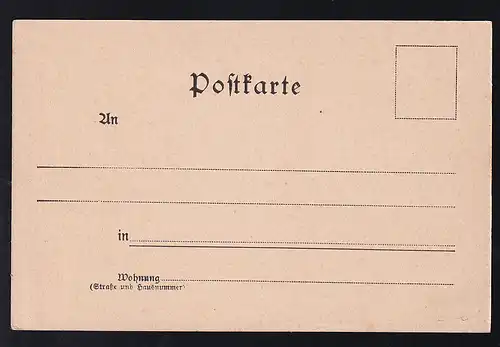 Postkarte
An
in
Wohnung
(Straße und Hausnummer)